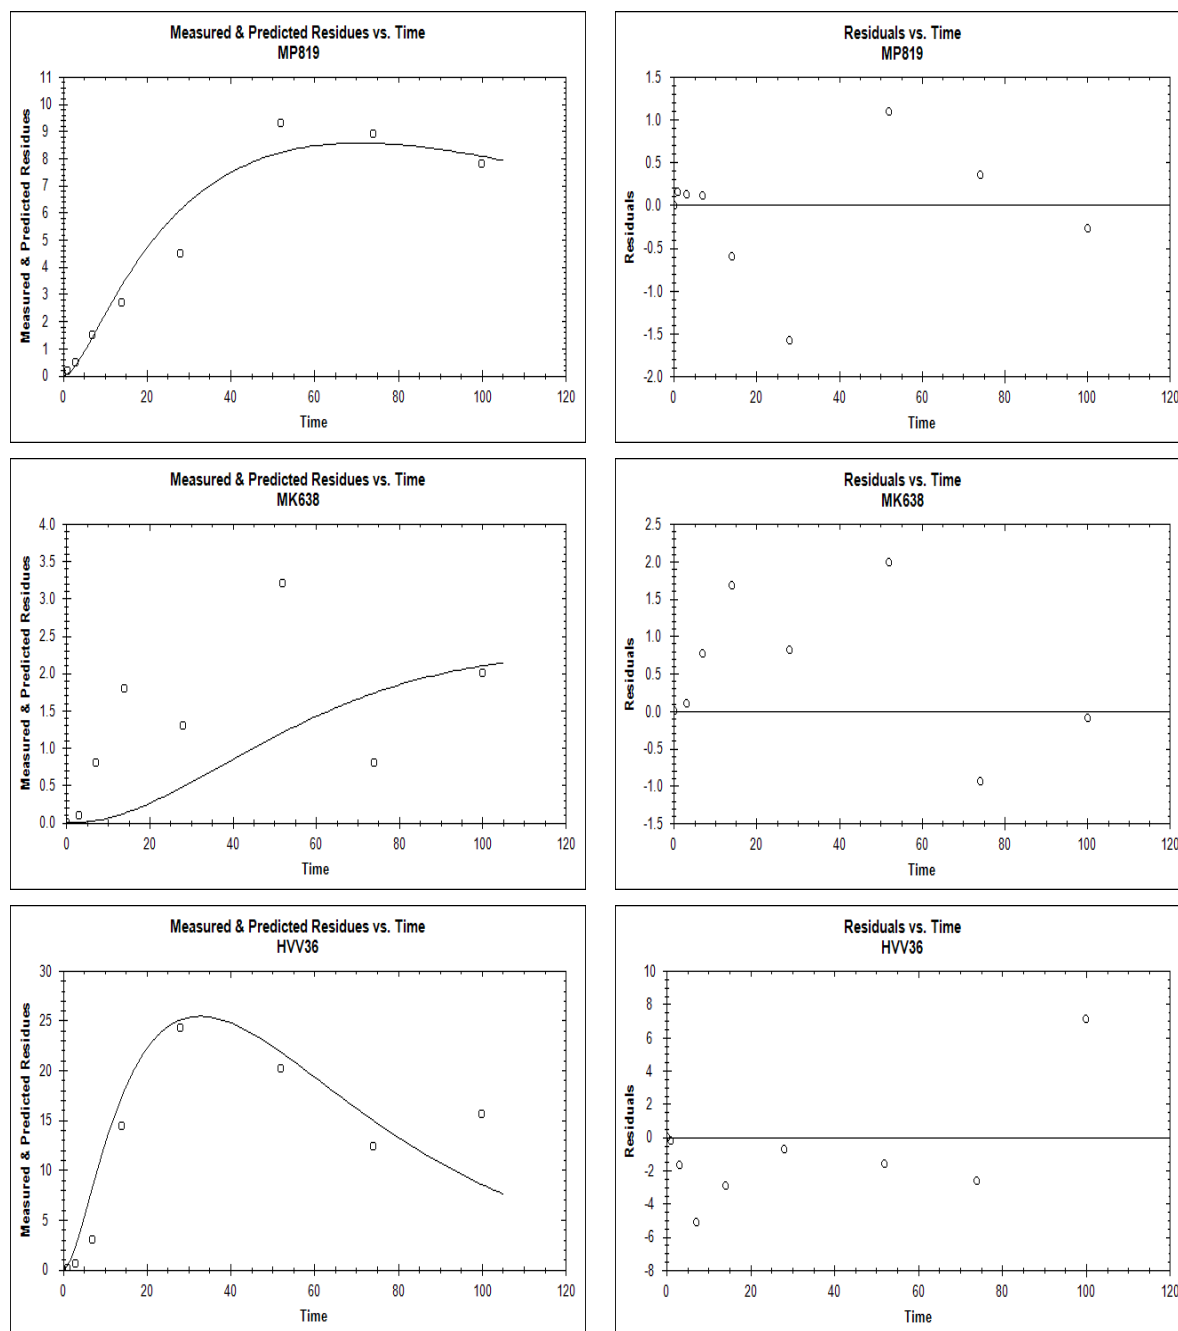 Measured & Predicted Residues vs. Time
MP819
Measured & Predicted Residues
11
10
9
8
7
6
5
4
3
2
1
0
0 20 40 60 80 100 120
Time
Residuals vs. Time
MP819
Residuals
1.5
1.0
0.5
0.0
-0.5
-1.0
-1.5
-2.0
0 20 40 60 80 100 120
Time
Measured & Predicted Residues vs. Time
MK638
Measured & Predicted Residues
4.0
3.5
3.0
2.5
2.0
1.5
1.0
0.5
0.0
0 20 40 60 80 100 120
Time
Residuals vs. Time
MK638
Residuals
2.5
2.0
1.5
1.0
0.5
0.0
-0.5
-1.0
-1.5
0 20 40 60 80 100 120
Time
Measured & Predicted Residues vs. Time
HVV36
Measured & Predicted Residues
30
25
20
15
10
5
0
0 20 40 60 80 100 120
Time
Residuals vs. Time
HVV36
Residuals
10
8
6
4
2
0
-2
-4
-6
-8
0 20 40 60 80 100 120
Time